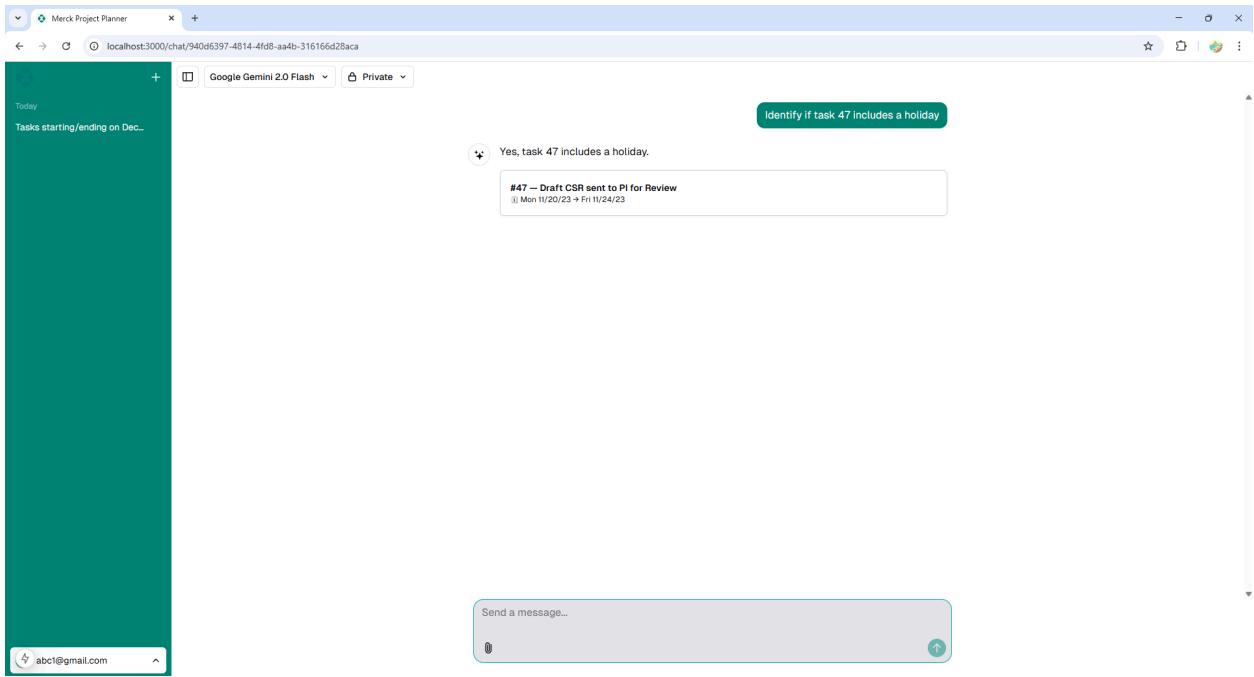 Merck Project Planner
localhost:3000/chat/940d6397-4814-4fd8-aa4b-316166d28aca
Google Gemini 2.0 Flash
Private
Today
Tasks starting/ending on Dec...
Identify if task 47 includes a holiday
Yes, task 47 includes a holiday.
#47 — Draft CSR sent to PI for Review
Mon 11/20/23 → Fri 11/24/23
Send a message...
abc1@gmail.com